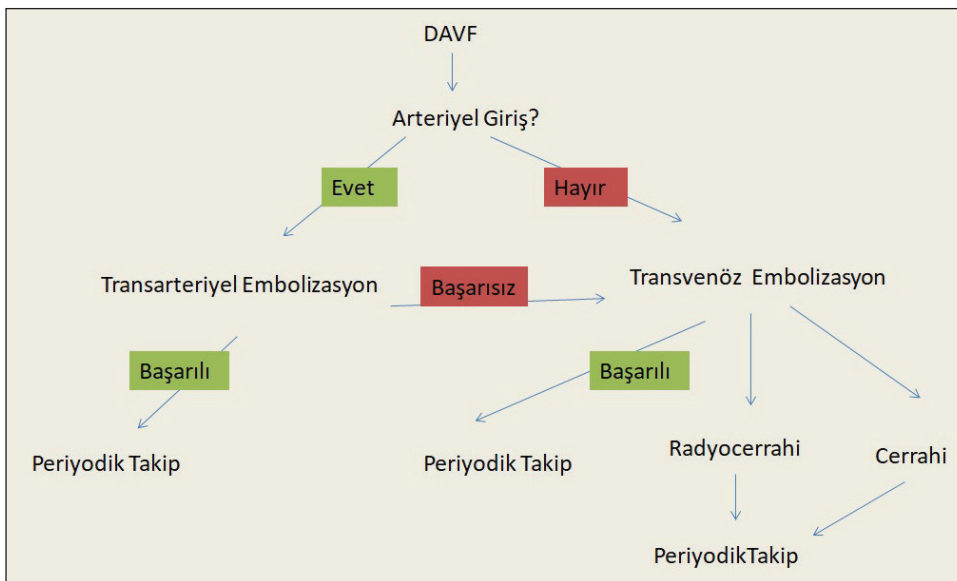 DAVF
Arteriyel Giriş?
Evet
Hayır
Transarteriyel Embolizasyon
Başarısız
Transvenöz Embolizasyon
Başarılı
Başarılı
Periyodik Takip
Periyodik Takip
Radyocerrahi
Cerrahi
PeriyodikTakip